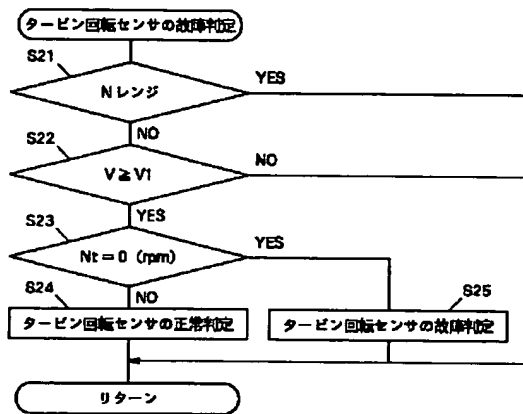 タービン回転センサの故障判定
S21
YES
Nレンジ
NO
S22
NO
V≧V1
YES
S23
YES
Nt=0 (rpm)
NO
S24
S25
タービン回転センサの正常判定
タービン回転センサの故障判定
リターン